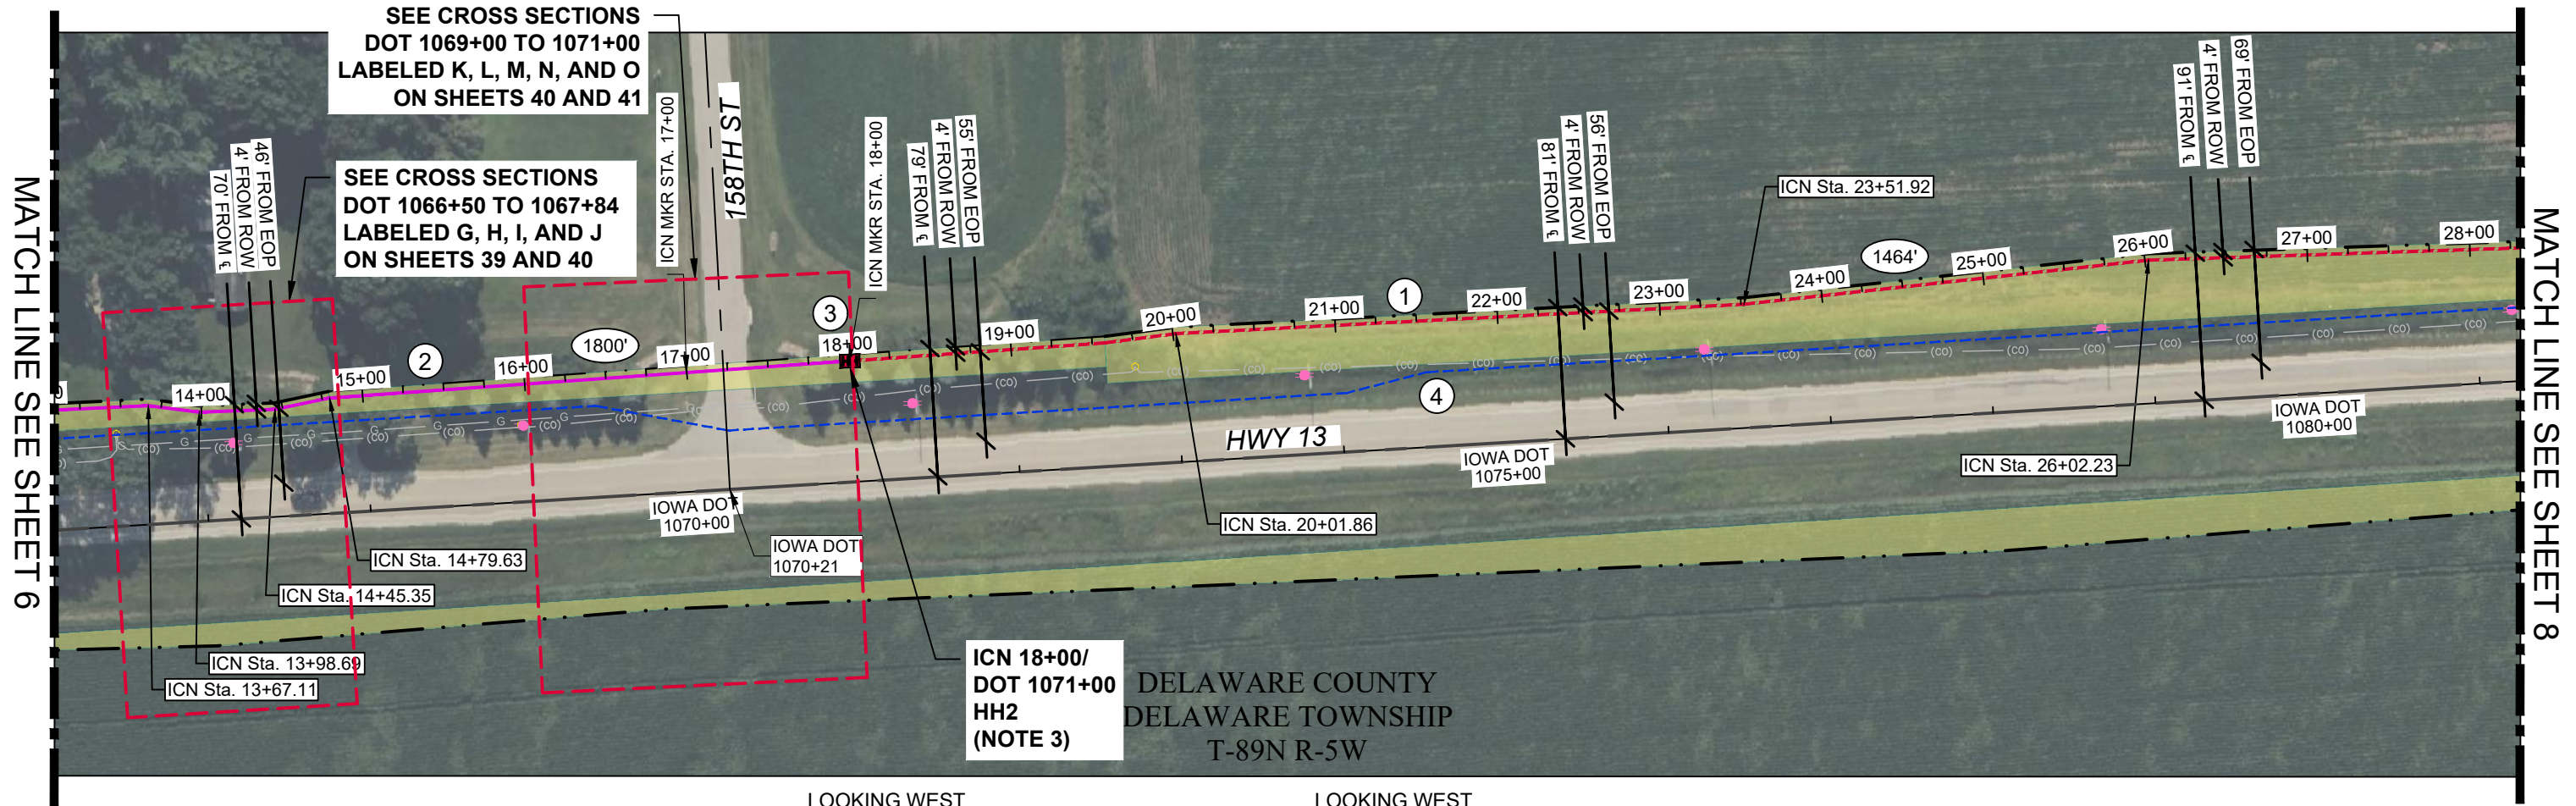 SEE CROSS SECTIONS
DOT 1069+00 TO 1071+00
LABELED K, L, M, N, AND O
ON SHEETS 40 AND 41
SEE CROSS SECTIONS
DOT 1066+50 TO 1067+84
LABELED G, H, I, AND J
ON SHEETS 39 AND 40
MATCH LINE SEE SHEET 6
70' FROM ℄
4' FROM ROW
46' FROM EOP
ICN MKR STA. 17+00
158TH ST
ICN MKR STA. 18+00
79' FROM ℄
4' FROM ROW
55' FROM EOP
81' FROM ℄
4' FROM ROW
56' FROM EOP
ICN Sta. 23+51.92
91' FROM ℄
4' FROM ROW
69' FROM EOP
MATCH LINE SEE SHEET 8
14+00
15+00
2
16+00
1800'
17+00
3
18+00
19+00
20+00
21+00
1
22+00
23+00
24+00
1464'
25+00
26+00
27+00
28+00
4
HWY 13
IOWA DOT
1070+00
IOWA DOT
1070+21
IOWA DOT
1075+00
IOWA DOT
1080+00
ICN Sta. 26+02.23
ICN Sta. 20+01.86
ICN Sta. 14+79.63
ICN Sta. 14+45.35
ICN Sta. 13+98.69
ICN Sta. 13+67.11
ICN 18+00/
DOT 1071+00
HH2
(NOTE 3)
DELAWARE COUNTY
DELAWARE TOWNSHIP
T-89N R-5W
LOOKING WEST
LOOKING WEST